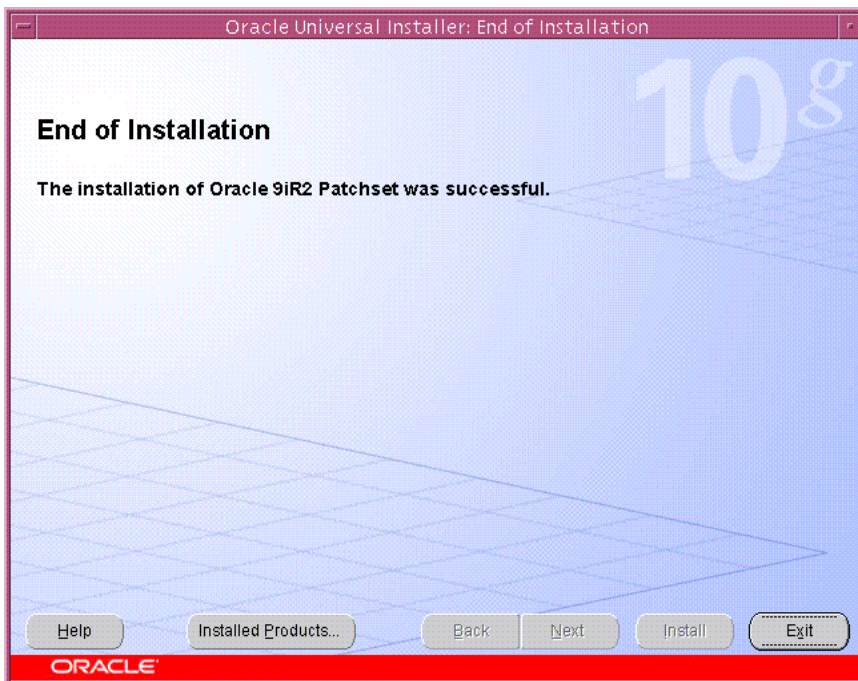 Oracle Universal Installer: End of Installation
10g
End of Installation
The installation of Oracle 9iR2 Patchset was successful.
Help
Installed Products...
Back
Next
Install
Exit
ORACLE